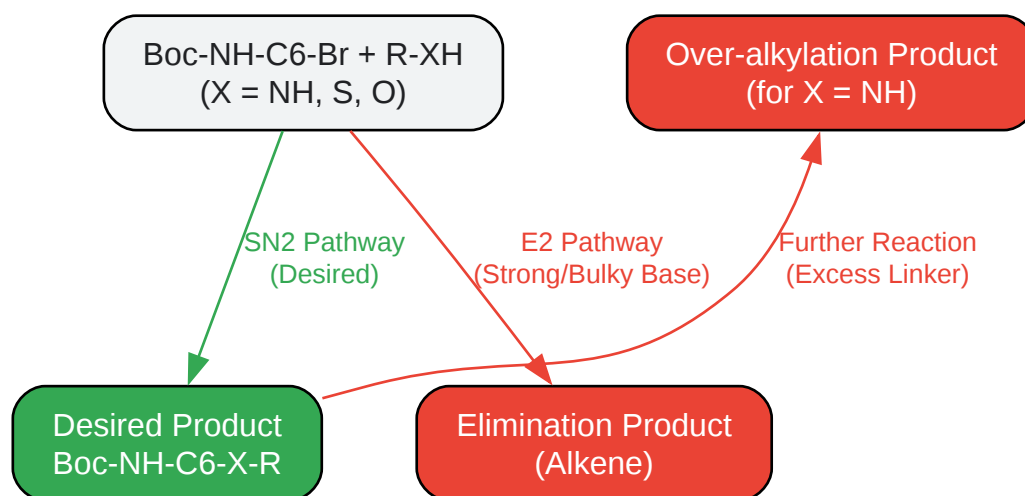 Boc-NH-C6-Br + R-XH
(X = NH, S, O)
Over-alkylation Product
(for X = NH)
SN2 Pathway
(Desired)
E2 Pathway
(Strong/Bulky Base)
Further Reaction
(Excess Linker)
Desired Product
Boc-NH-C6-X-R
Elimination Product
(Alkene)